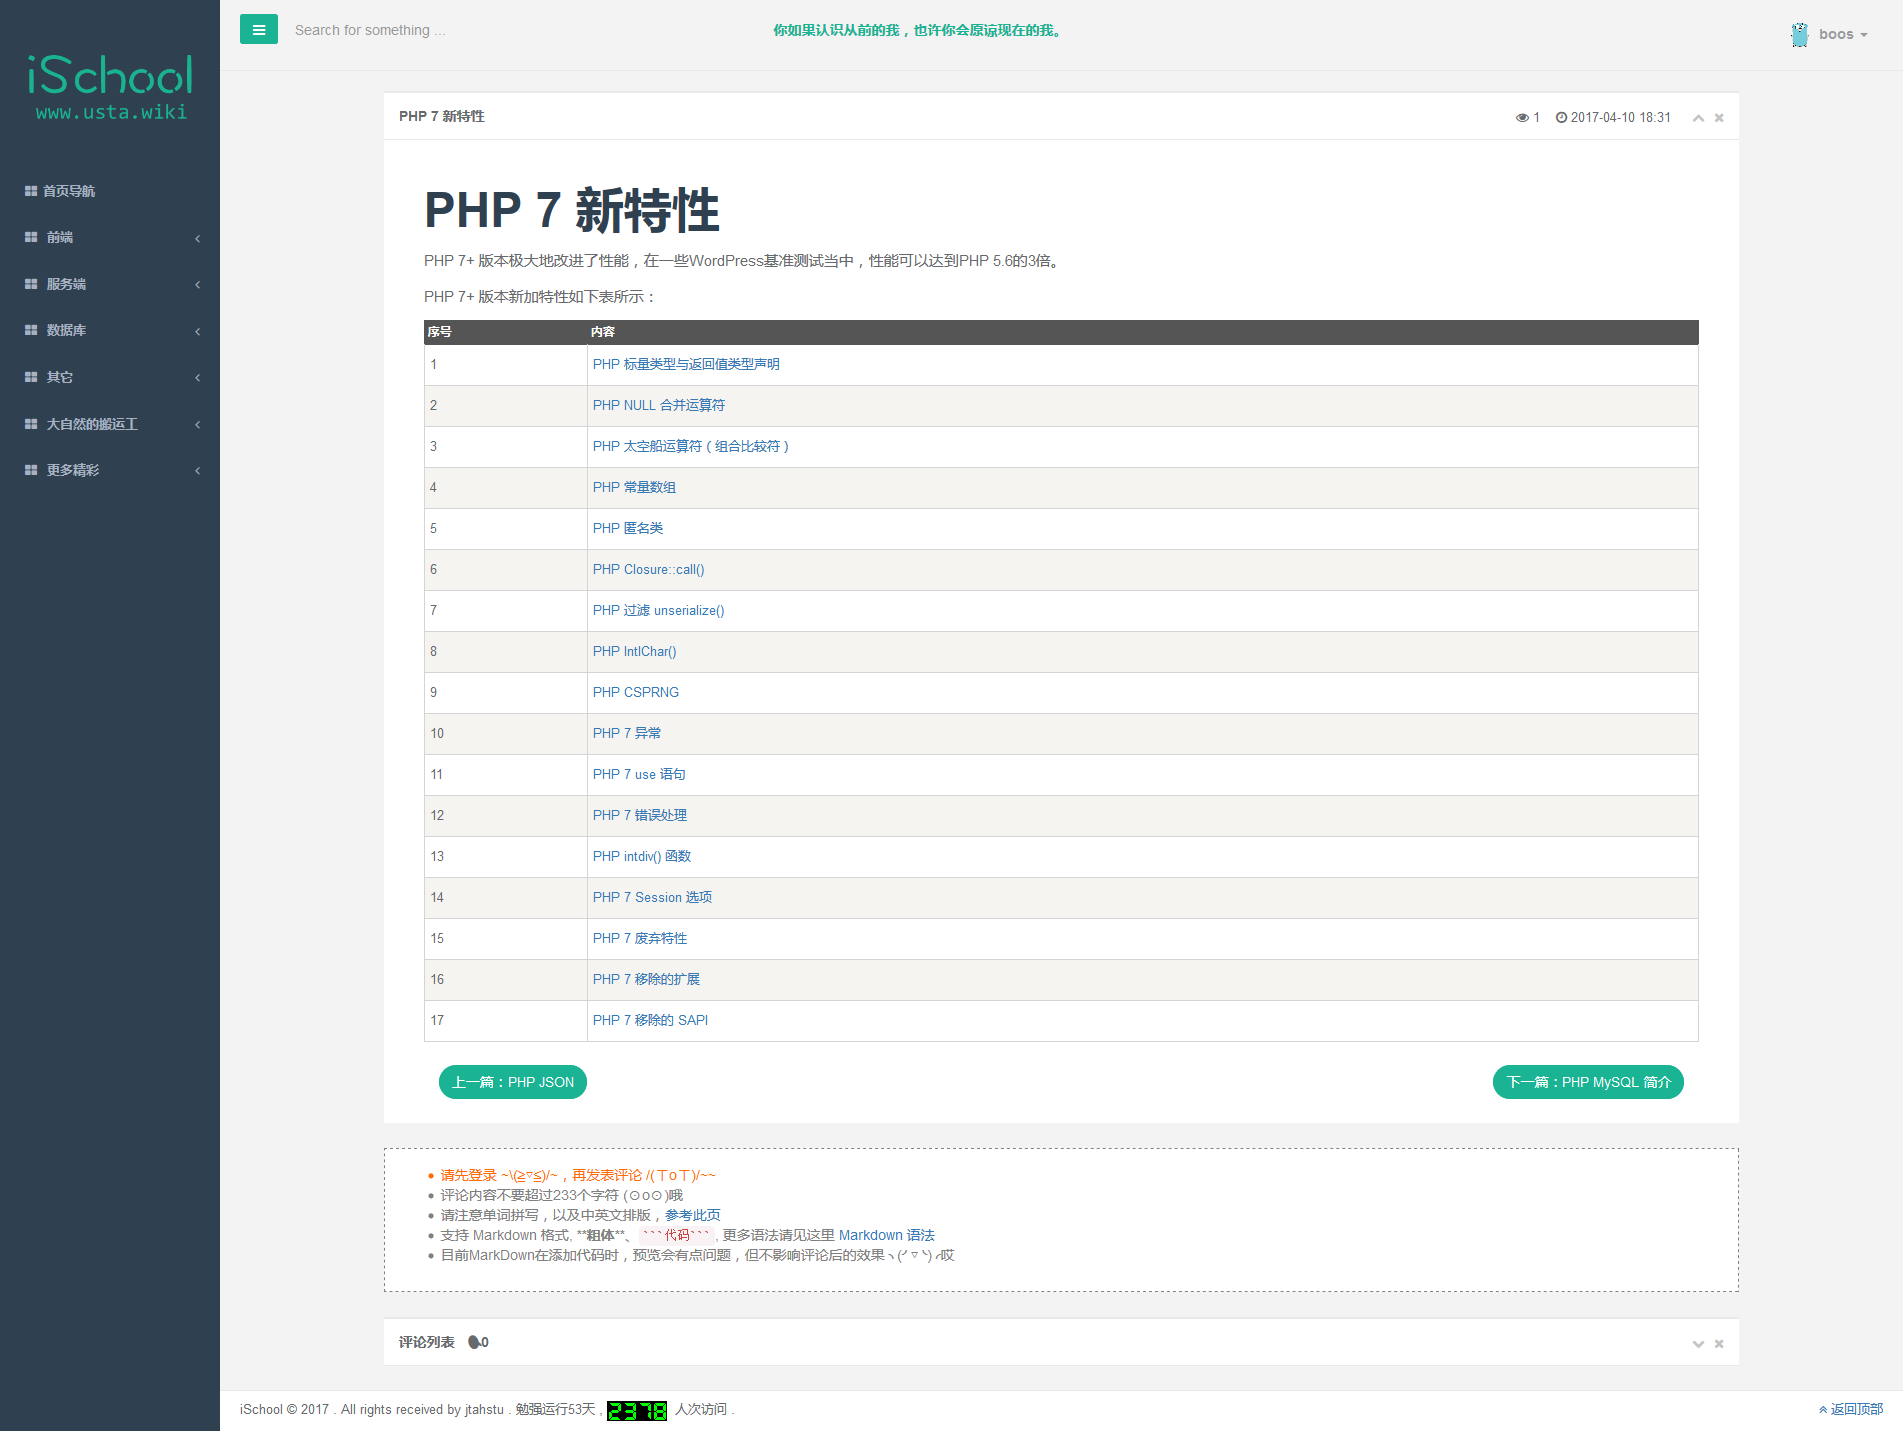 iSchool
www.usta.wiki
首页导航
前端
服务端
数据库
其它
大自然的搬运工
更多精彩
Search for something ...
你如果认识从前的我，也许你会原谅现在的我。
boos
PHP 7 新特性
1 2017-04-10 18:31
PHP 7 新特性
PHP 7+ 版本极大地改进了性能，在一些WordPress基准测试当中，性能可以达到PHP 5.6的3倍。
PHP 7+ 版本新加特性如下表所示：
序号 内容
1 PHP 标量类型与返回值类型声明
2 PHP NULL 合并运算符
3 PHP 太空船运算符（组合比较符）
4 PHP 常量数组
5 PHP 匿名类
6 PHP Closure::call()
7 PHP 过滤 unserialize()
8 PHP IntlChar()
9 PHP CSPRNG
10 PHP 7 异常
11 PHP 7 use 语句
12 PHP 7 错误处理
13 PHP intdiv() 函数
14 PHP 7 Session 选项
15 PHP 7 废弃特性
16 PHP 7 移除的扩展
17 PHP 7 移除的 SAPI
上一篇：PHP JSON
下一篇：PHP MySQL 简介
请先登录 ~\(≥▽≤)/~，再发表评论 /(ㄒoㄒ)/~~
评论内容不要超过233个字符 (⊙o⊙)哦
请注意单词拼写，以及中英文排版，参考此页
支持 Markdown 格式, **粗体**、 ```代码```, 更多语法请见这里 Markdown 语法
目前MarkDown在添加代码时，预览会有点问题，但不影响评论后的效果ヽ(ˊ▽ˋ)ノ哎
评论列表 0
iSchool © 2017 . All rights received by jtahstu . 勉强运行53天 , 2378 人次访问 .
返回顶部